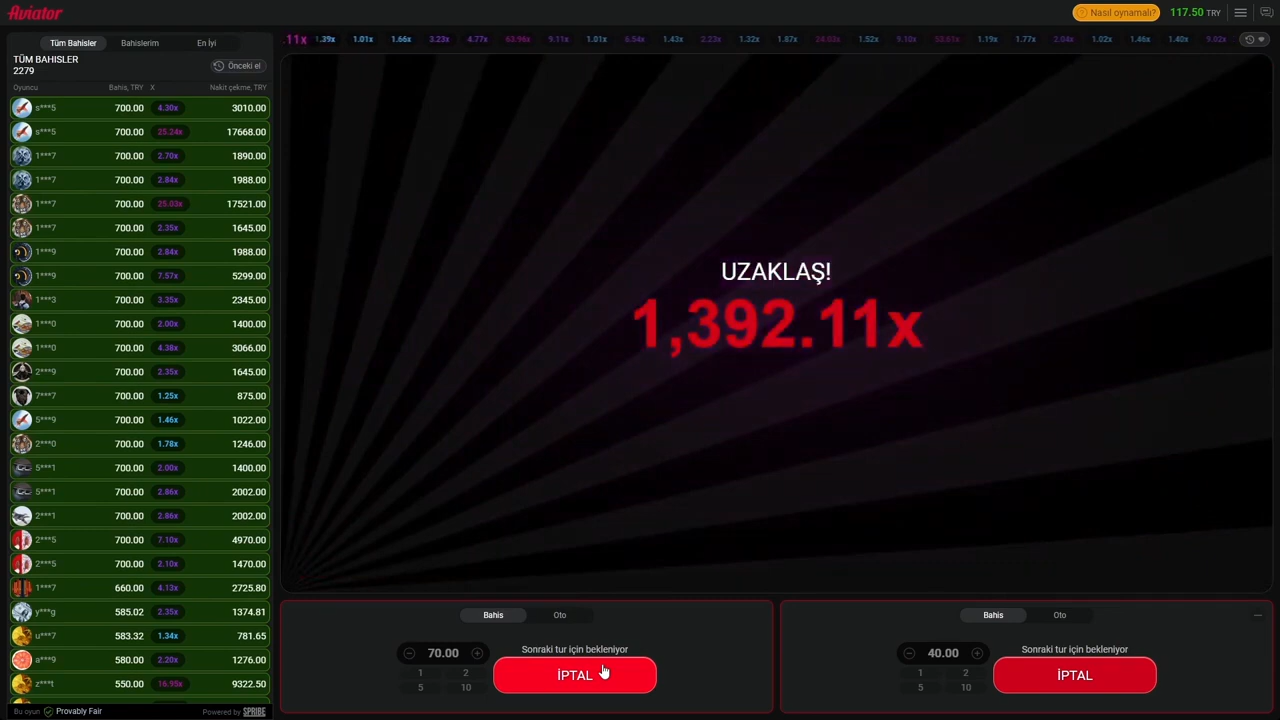 Aviator
Nasıl oynamalı?
117.50 TRY
Tüm Bahisler Bahislerim En İyi
.11x 1.39x 1.01x 1.66x 3.23x 4.77x 63.96x 9.11x 1.01x 6.54x 1.43x 2.23x 1.32x 1.87x 24.03x 1.52x 9.10x 1.19x 1.77x 2.04x 1.02x 1.46x 1.40x 9.02x
TÜM BAHISLER
2279
Önceki el
Oyuncu Bahis, TRY X Nakit çekme, TRY
s***5 700.00 4.30x 3010.00
s***5 700.00 25.24x 17668.00
1***7 700.00 2.70x 1890.00
1***7 700.00 2.84x 1988.00
1***7 700.00 25.03x 17521.00
1***7 700.00 2.35x 1645.00
1***9 700.00 2.84x 1988.00
1***9 700.00 7.57x 5299.00
1***3 700.00 3.35x 2345.00
1***0 700.00 2.00x 1400.00
1***0 700.00 4.38x 3066.00
2***9 700.00 2.35x 1645.00
7***7 700.00 1.25x 875.00
5***9 700.00 1.46x 1022.00
2***0 700.00 1.78x 1246.00
5***1 700.00 2.00x 1400.00
5***1 700.00 2.86x 2002.00
2***1 700.00 2.86x 2002.00
2***5 700.00 7.10x 4970.00
2***5 700.00 2.10x 1470.00
1***7 660.00 4.13x 2725.80
y***g 585.02 2.35x 1374.81
u***7 583.32 1.34x 781.65
a***9 580.00 2.20x 1276.00
z***t 550.00 16.95x 9322.50
Bu oyun Provably Fair Powered by SPRIBE
UZAKLAŞ!
1,392.11x
Bahis Oto
70.00
1 2
5 10
Sonraki tur için bekleniyor
İPTAL
Bahis Oto
40.00
1 2
5 10
Sonraki tur için bekleniyor
İPTAL